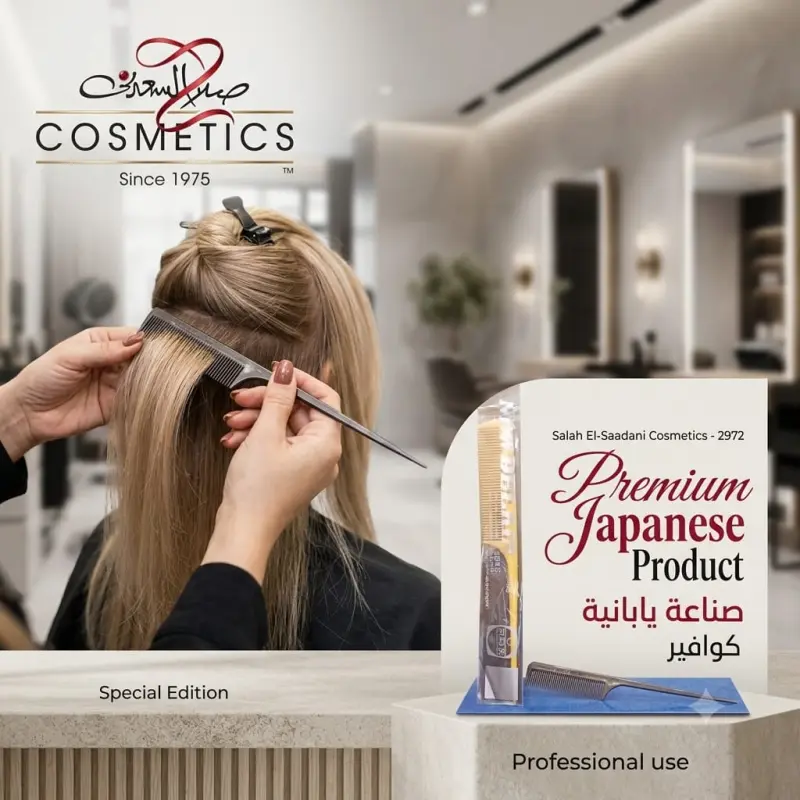 صلاح السعدني
COSMETICS
Since 1975
TM
Salah El-Saadani Cosmetics - 2972
Premium
Japanese
Product
صناعة يابانية
كوافير
Special Edition
Professional use